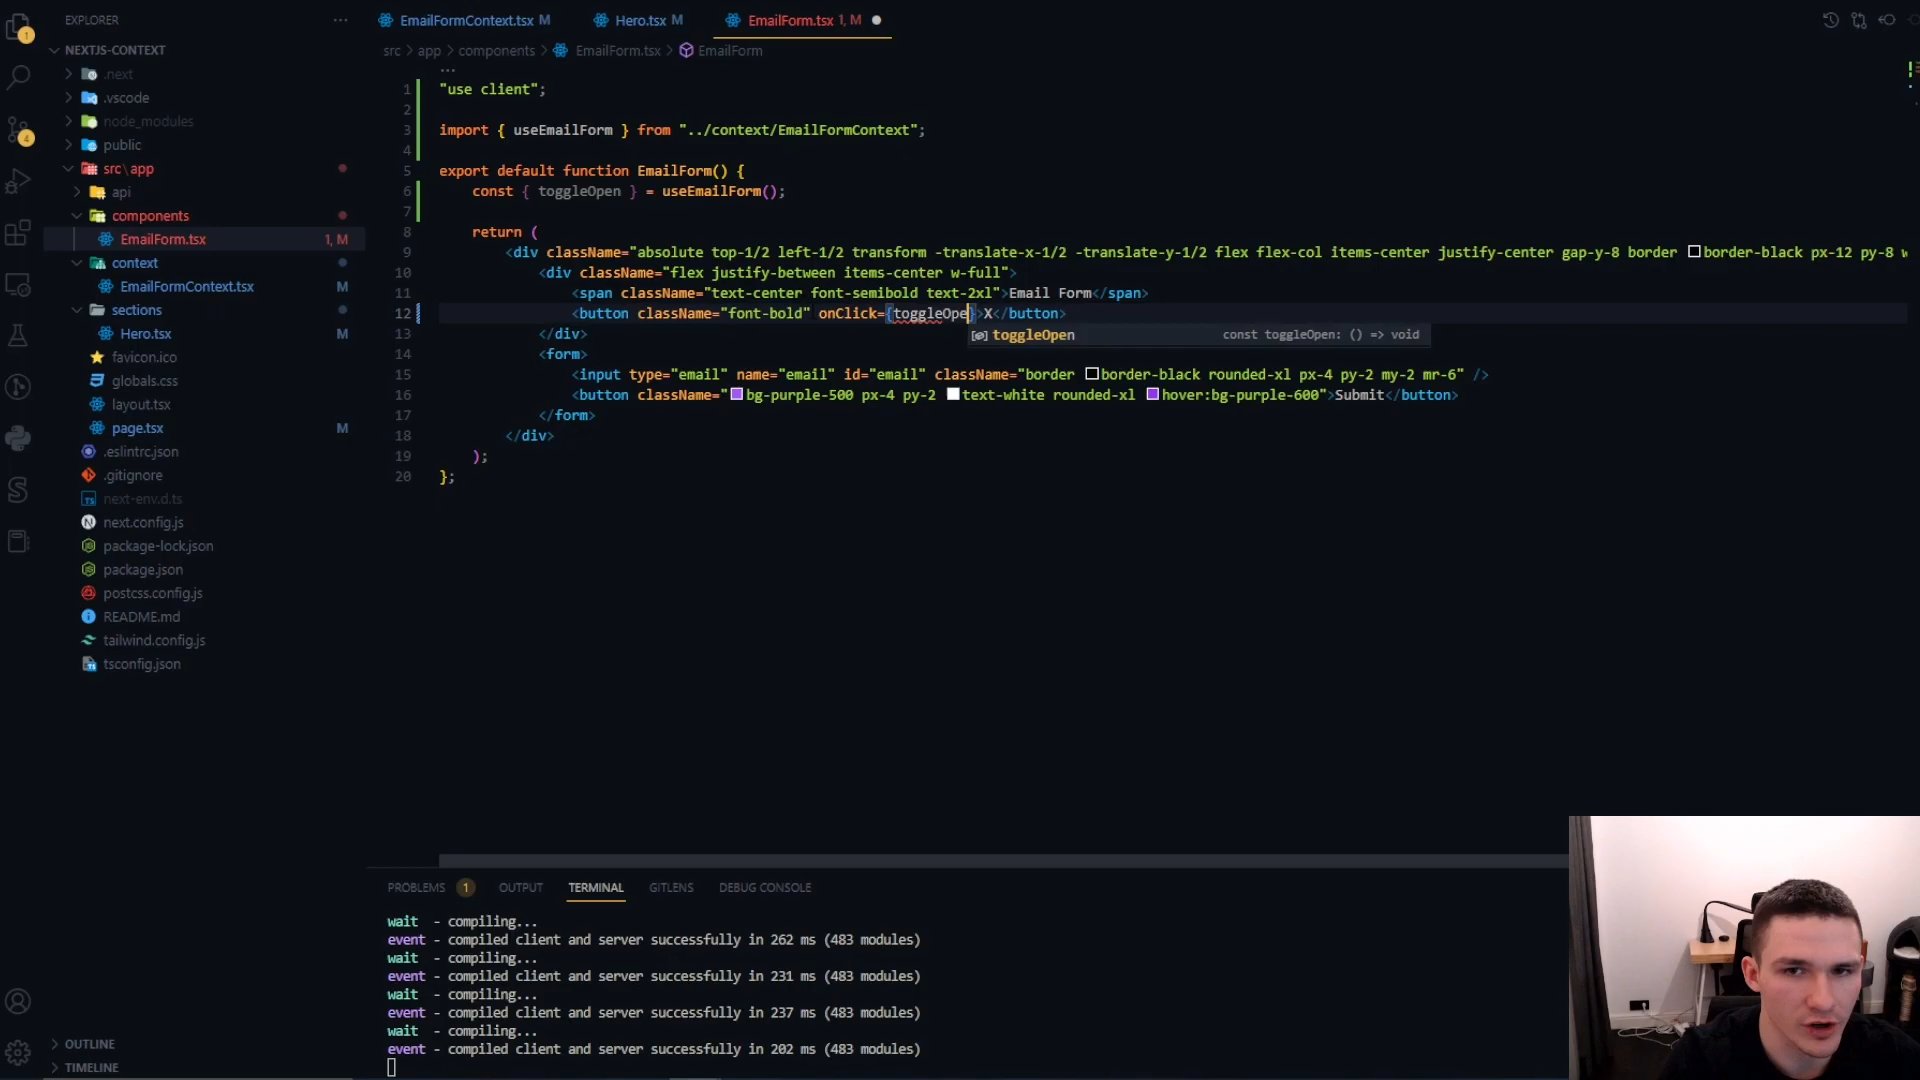 EXPLORER
NEXTJS-CONTEXT
.next
.vscode
node_modules
public
src\app
api
components
EmailForm.tsx 1, M
context
EmailFormContext.tsx M
sections
Hero.tsx M
favicon.ico
globals.css
layout.tsx
page.tsx M
.eslintrc.json
.gitignore
next-env.d.ts
next.config.js
package-lock.json
package.json
postcss.config.js
README.md
tailwind.config.js
tsconfig.json
OUTLINE
TIMELINE
EmailFormContext.tsx M
Hero.tsx M
EmailForm.tsx 1, M
src > app > components > EmailForm.tsx > EmailForm
1 "use client";
2
3 import { useEmailForm } from "../context/EmailFormContext";
4
5 export default function EmailForm() {
6 const { toggleOpen } = useEmailForm();
7
8 return (
9 <div className="absolute top-1/2 left-1/2 transform -translate-x-1/2 -translate-y-1/2 flex flex-col items-center justify-center gap-y-8 border border-black px-12 py-8 w
10 <div className="flex justify-between items-center w-full">
11 <span className="text-center font-semibold text-2xl">Email Form</span>
12 <button className="font-bold" onClick={toggleOpe}>X</button>
toggleOpen const toggleOpen: () => void
13 </div>
14 <form>
15 <input type="email" name="email" id="email" className="border border-black rounded-xl px-4 py-2 my-2 mr-6" />
16 <button className="bg-purple-500 px-4 py-2 text-white rounded-xl hover:bg-purple-600">Submit</button>
17 </form>
18 </div>
19 );
20 };
PROBLEMS 1 OUTPUT TERMINAL GITLENS DEBUG CONSOLE
wait - compiling...
event - compiled client and server successfully in 262 ms (483 modules)
wait - compiling...
event - compiled client and server successfully in 231 ms (483 modules)
wait - compiling...
event - compiled client and server successfully in 237 ms (483 modules)
wait - compiling...
event - compiled client and server successfully in 202 ms (483 modules)
1
4